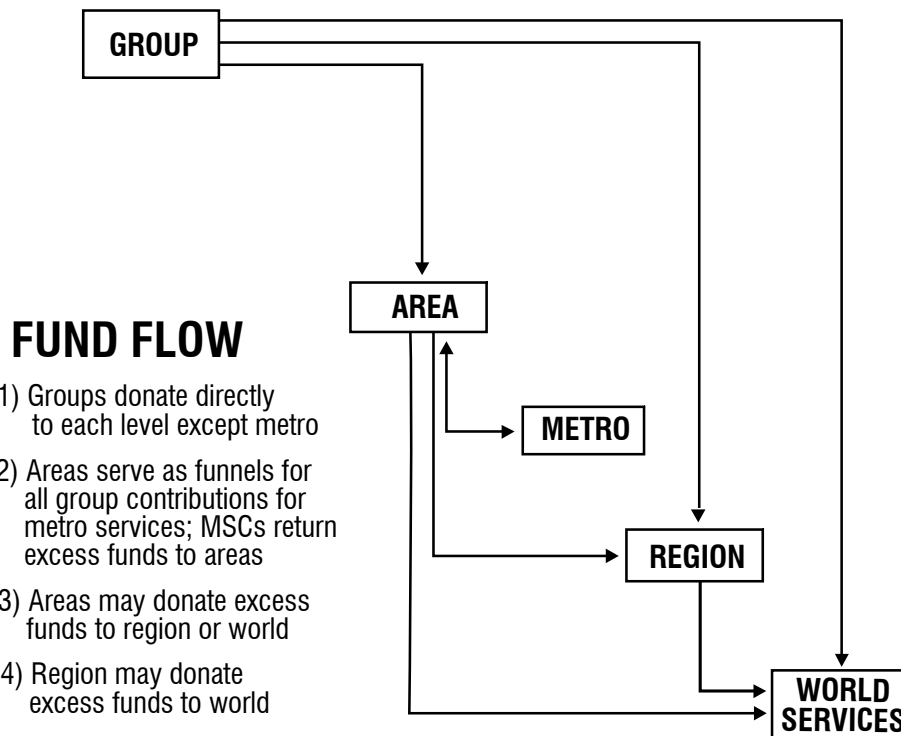 GROUP
AREA
FUND FLOW
1) Groups donate directly
to each level except metro
METRO
2) Areas serve as funnels for
all group contributions for
metro services; MSCs return
excess funds to areas
REGION
3) Areas may donate excess
funds to region or world
4) Region may donate
excess funds to world
WORLD
SERVICES